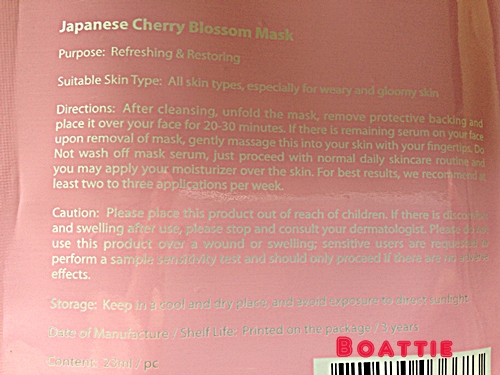 Japanese Cherry Blossom Mask
Purpose: Refreshing & Restoring
Suitable Skin Type: All skin types, especially for weary and gloomy skin
Directions: After cleansing, unfold the mask, remove protective backing and
place it over your face for 20-30 minutes. If there is remaining serum on your face
upon removal of mask, gently massage this into your skin with your fingertips. Do
Not wash off mask serum, just proceed with normal daily skincare routine and
you may apply your moisturizer over the skin. For best results, we recommend at
least two to three applications per week.
Caution: Please place this product out of reach of children. If there is
and swelling after use, please stop and consult your dermatologist. Please
use this product over a wound or swelling; sensitive users are requested
perform a sample sensitivity test and should only proceed if there are no
effects.
Storage: Keep in a cool and dry place, and avoid exposure to direct sunlight
Date of Manufacture / Shelf Life: Printed on the package / 3 years
Content: 28ml / pc
BOATTIE